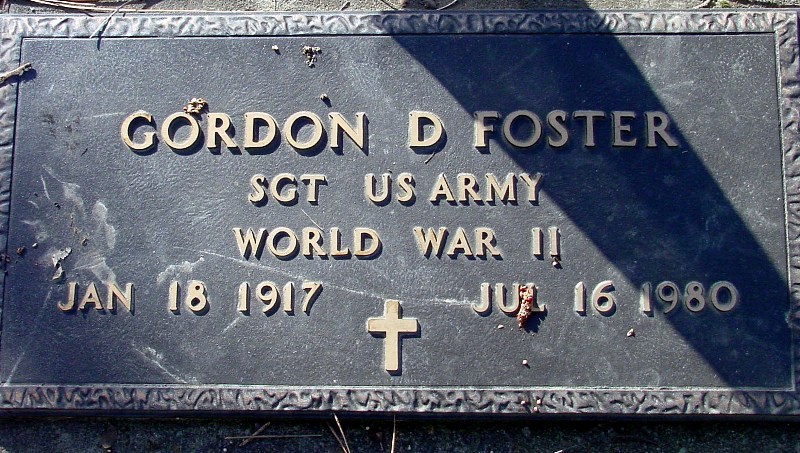 GORDON D FOSTER
SGT US ARMY
WORLD WAR II
JAN 18 1917 JUL 16 1980